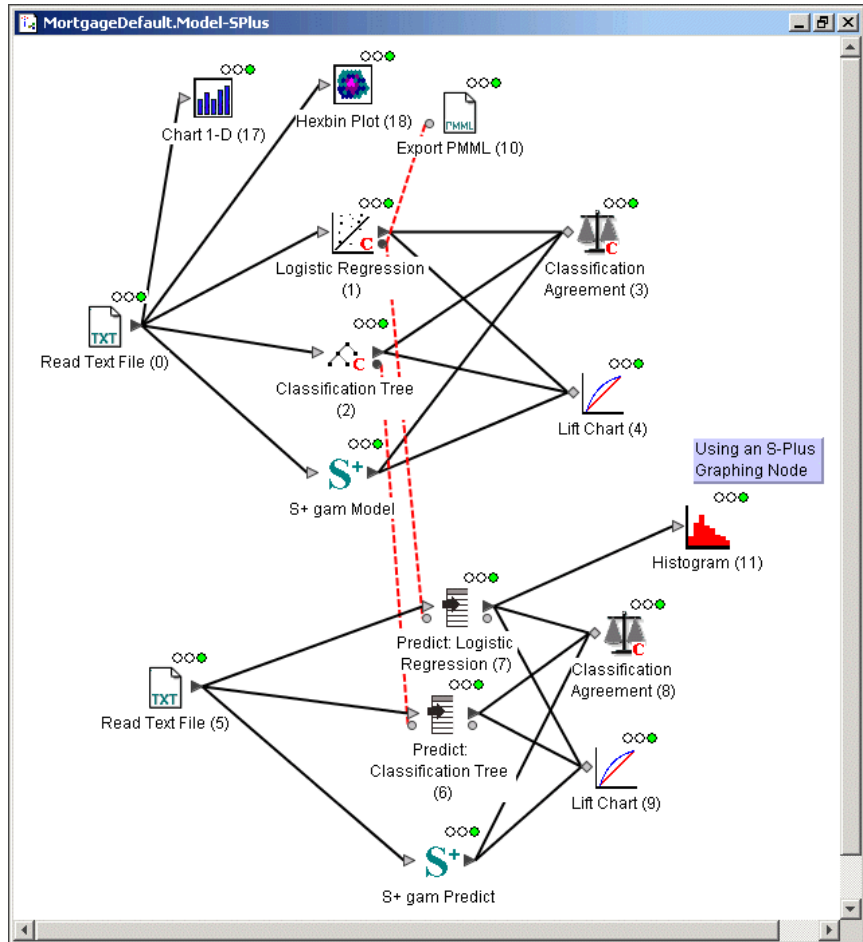 MortgageDefault.Model-SPlus
Chart 1-D (17)
Hexbin Plot (18)
PMML
Export PMML (10)
C
Logistic Regression
(1)
C
Classification
Agreement (3)
TXT
Read Text File (0)
C
Classification Tree
(2)
Lift Chart (4)
S+
S+ gam Model
Using an S-Plus
Graphing Node
Histogram (11)
Predict: Logistic
Regression (7)
C
Classification
Agreement (8)
TXT
Read Text File (5)
Predict:
Classification Tree
(6)
Lift Chart (9)
S+
S+ gam Predict